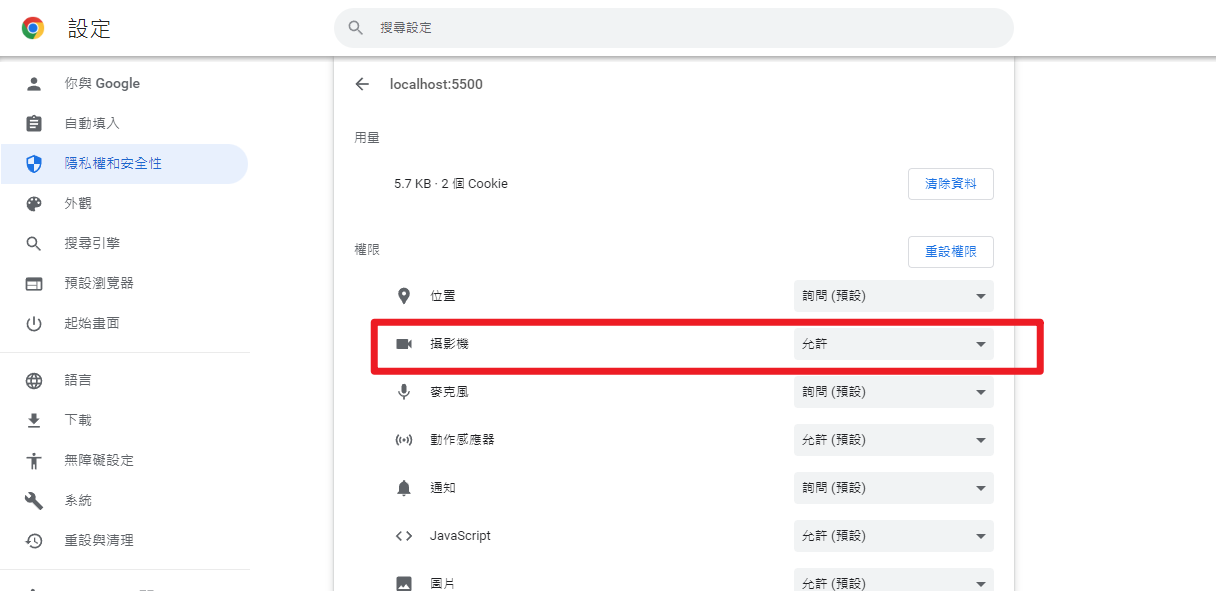 設定
搜尋設定
你與 Google
自動填入
隱私權和安全性
外觀
搜尋引擎
預設瀏覽器
起始畫面
語言
下載
無障礙設定
系統
重設與清理
localhost:5500
用量
5.7 KB · 2 個 Cookie
清除資料
權限
重設權限
位置
詢問 (預設)
攝影機
允許
麥克風
詢問 (預設)
動作感應器
允許 (預設)
通知
詢問 (預設)
JavaScript
允許 (預設)
圖片
允許 (預設)